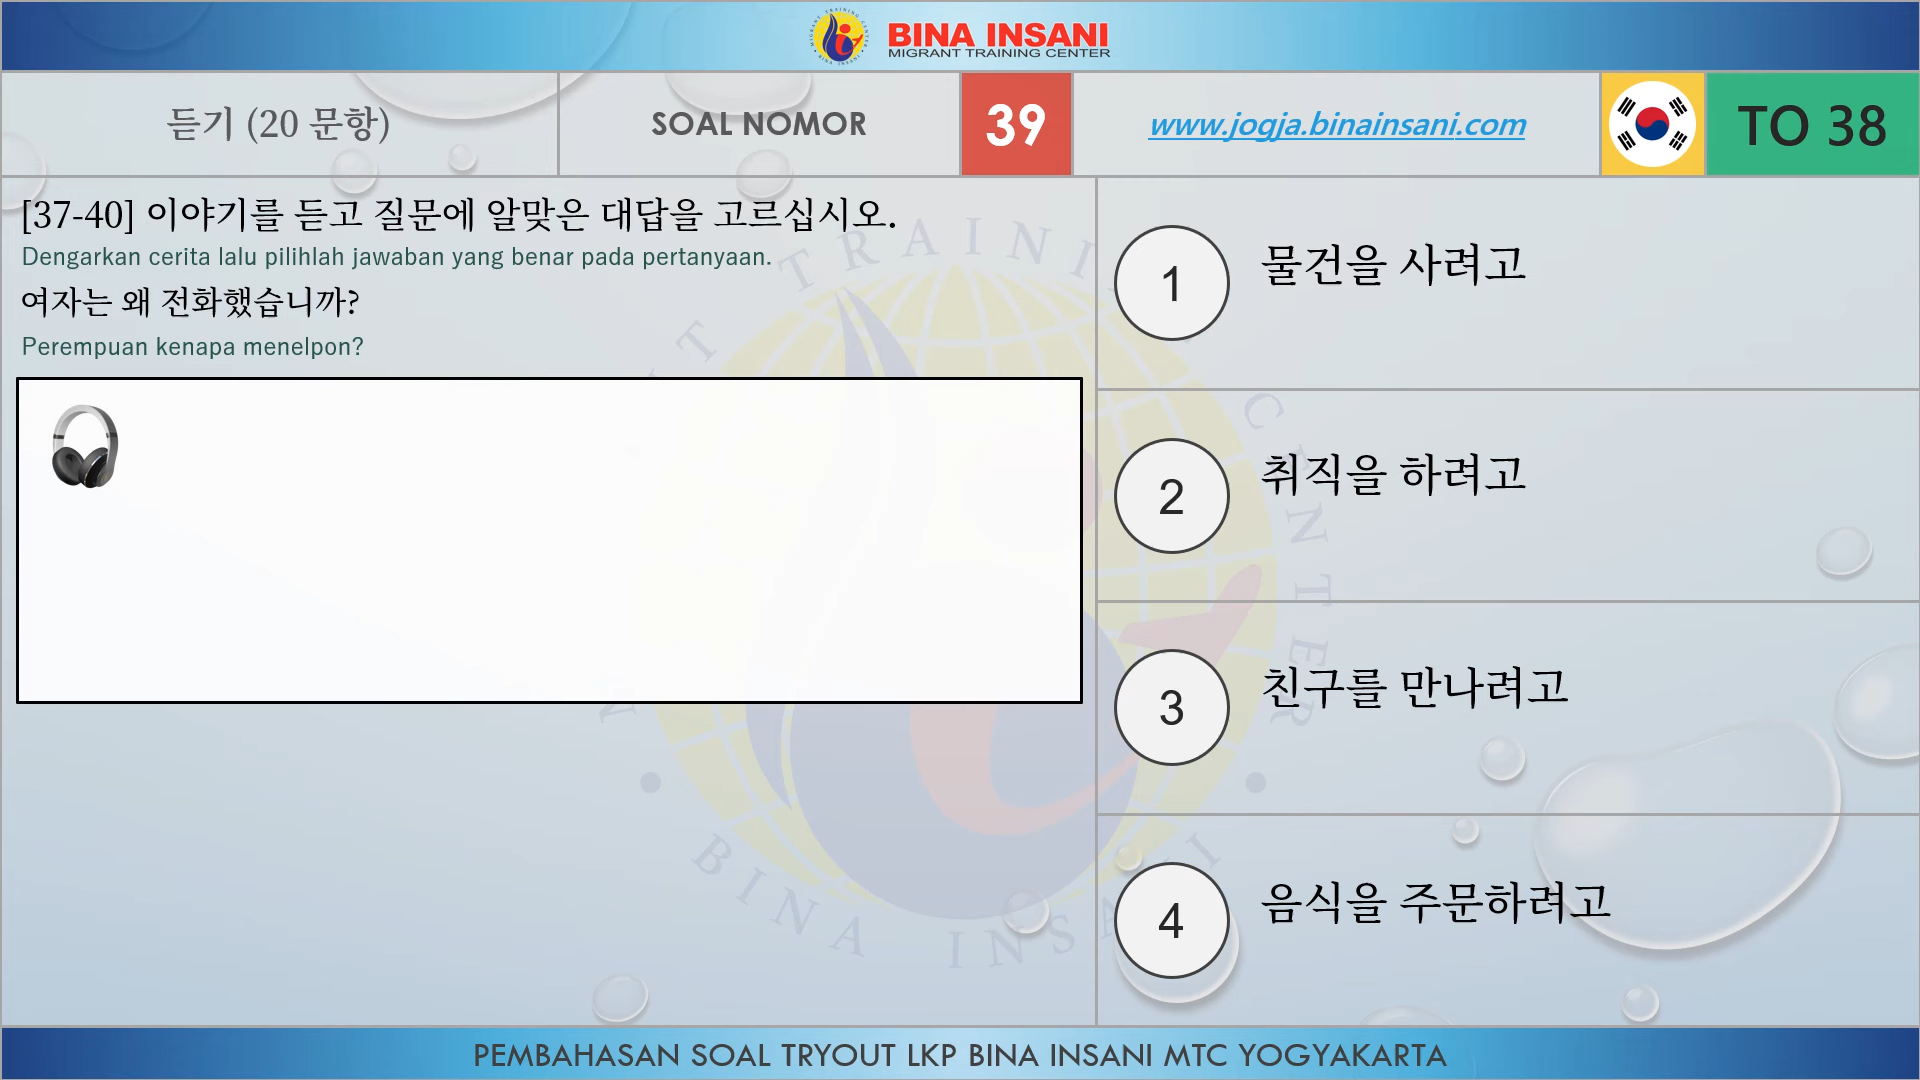 BINA INSANI
MIGRANT TRAINING CENTER
듣기 (20 문항)
SOAL NOMOR
39
www.jogja.binainsani.com
TO 38
[37-40] 이야기를 듣고 질문에 알맞은 대답을 고르십시오.
Dengarkan cerita lalu pilihlah jawaban yang benar pada pertanyaan.
여자는 왜 전화했습니까?
Perempuan kenapa menelpon?
1 물건을 사려고
2 취직을 하려고
3 친구를 만나려고
4 음식을 주문하려고
PEMBAHASAN SOAL TRYOUT LKP BINA INSANI MTC YOGYAKARTA